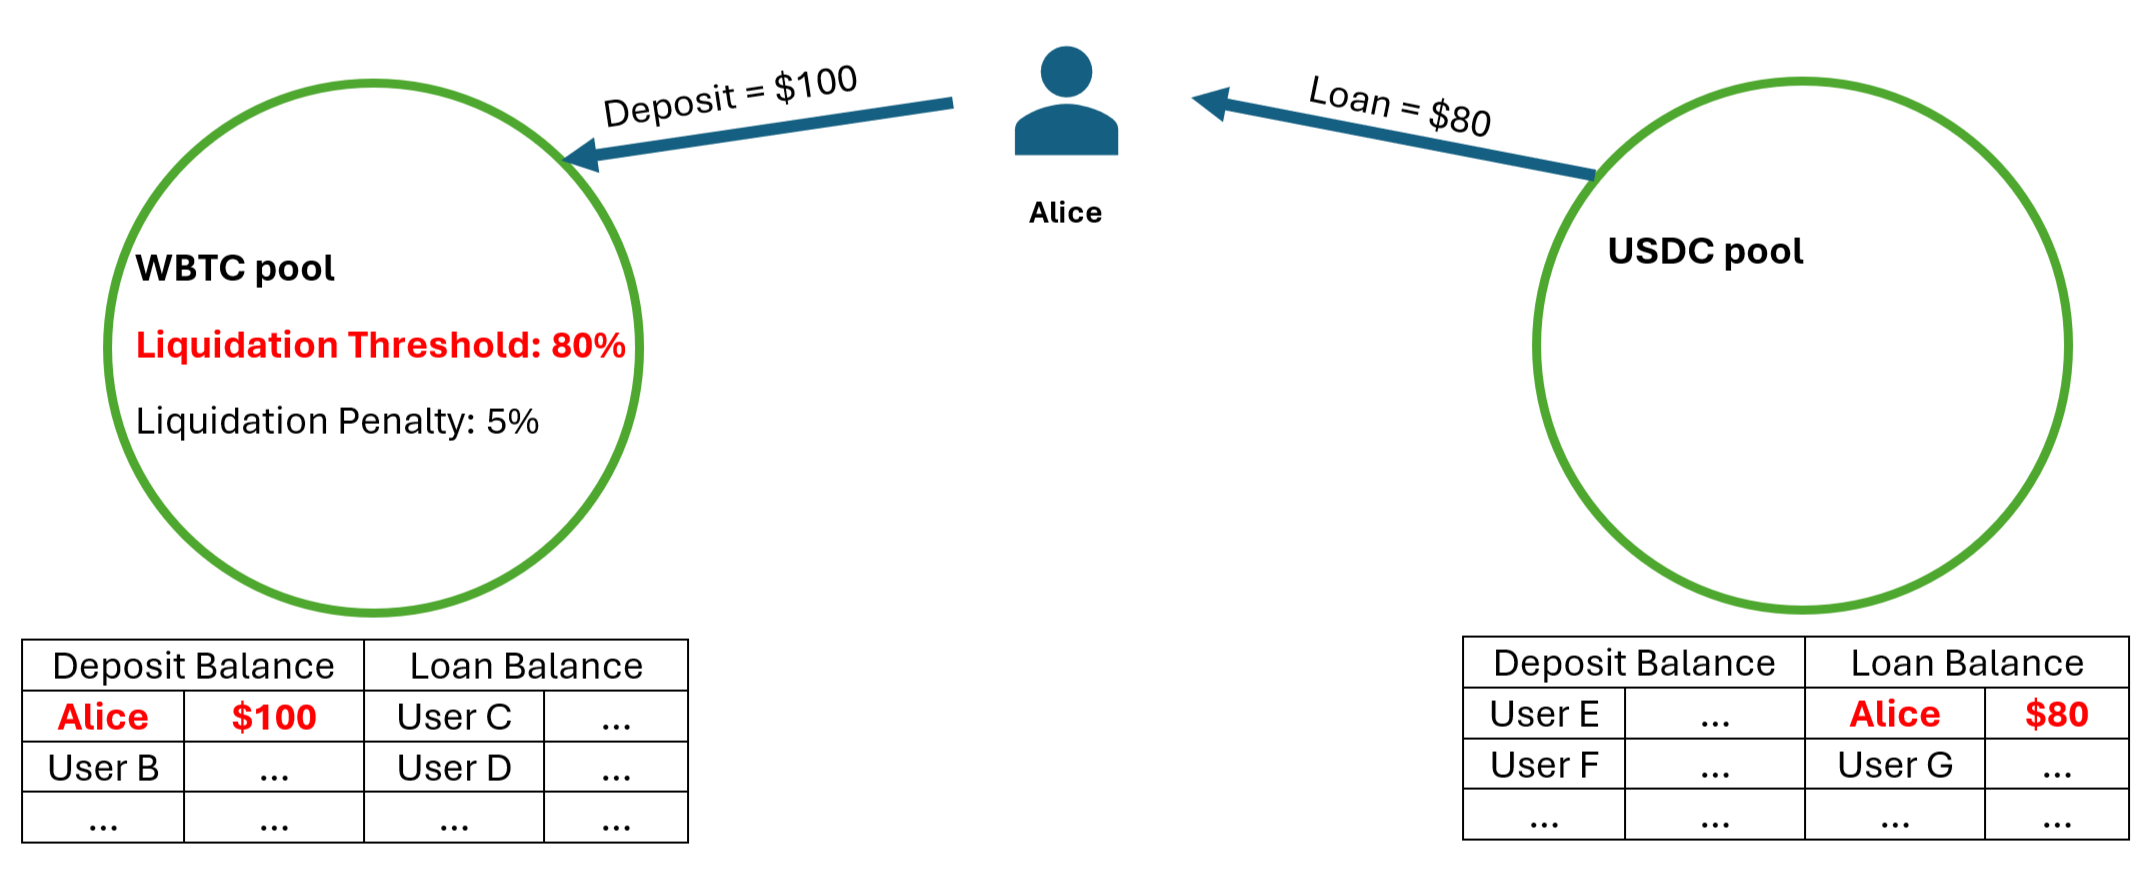 Deposit = $100
Alice
Loan = $80
WBTC pool
Liquidation Threshold: 80%
Liquidation Penalty: 5%
USDC pool
Deposit Balance Loan Balance
Alice $100 User C ...
User B ... User D ...
... ... ... ...
Deposit Balance Loan Balance
User E ... Alice $80
User F ... User G ...
... ... ... ...